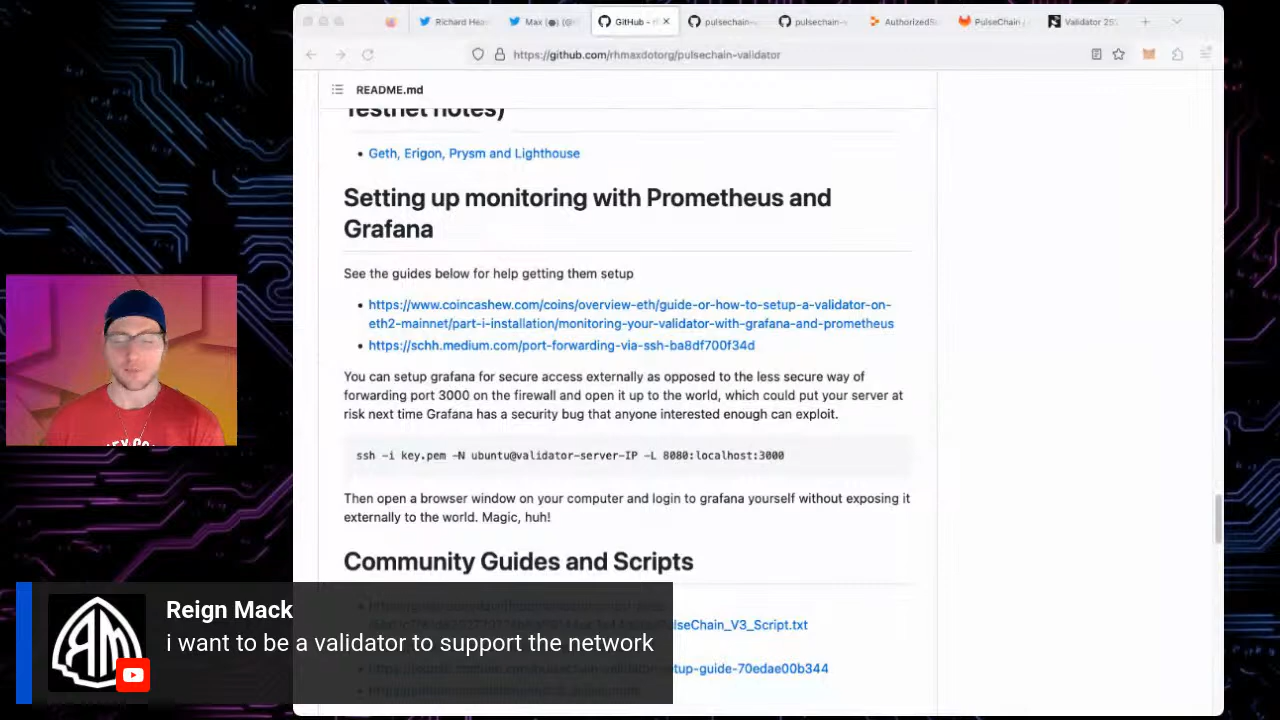 Richard Hea
Max (
GitHub - r
pulsechain-
pulsechain-
AuthorizedS
PulseChain
Validator 25
https://github.com/rhmaxdotorg/pulsechain-validator
README.md
Testnet notes)
• Geth, Erigon, Prysm and Lighthouse
Setting up monitoring with Prometheus and
Grafana
See the guides below for help getting them setup
• https://www.coincashew.com/coins/overview-eth/guide-or-how-to-setup-a-validator-on-
eth2-mainnet/part-i-installation/monitoring-your-validator-with-grafana-and-prometheus
• https://schh.medium.com/port-forwarding-via-ssh-ba8df700f34d
You can setup grafana for secure access externally as opposed to the less secure way of
forwarding port 3000 on the firewall and open it up to the world, which could put your server at
risk next time Grafana has a security bug that anyone interested enough can exploit.
ssh -i key.pem -N ubuntu@validator-server-IP -L 8080:localhost:3000
Then open a browser window on your computer and login to grafana yourself without exposing it
externally to the world. Magic, huh!
Community Guides and Scripts
PulseChain_V3_Script.txt
tup-guide-70edae00b344
RM
Reign Mack
i want to be a validator to support the network